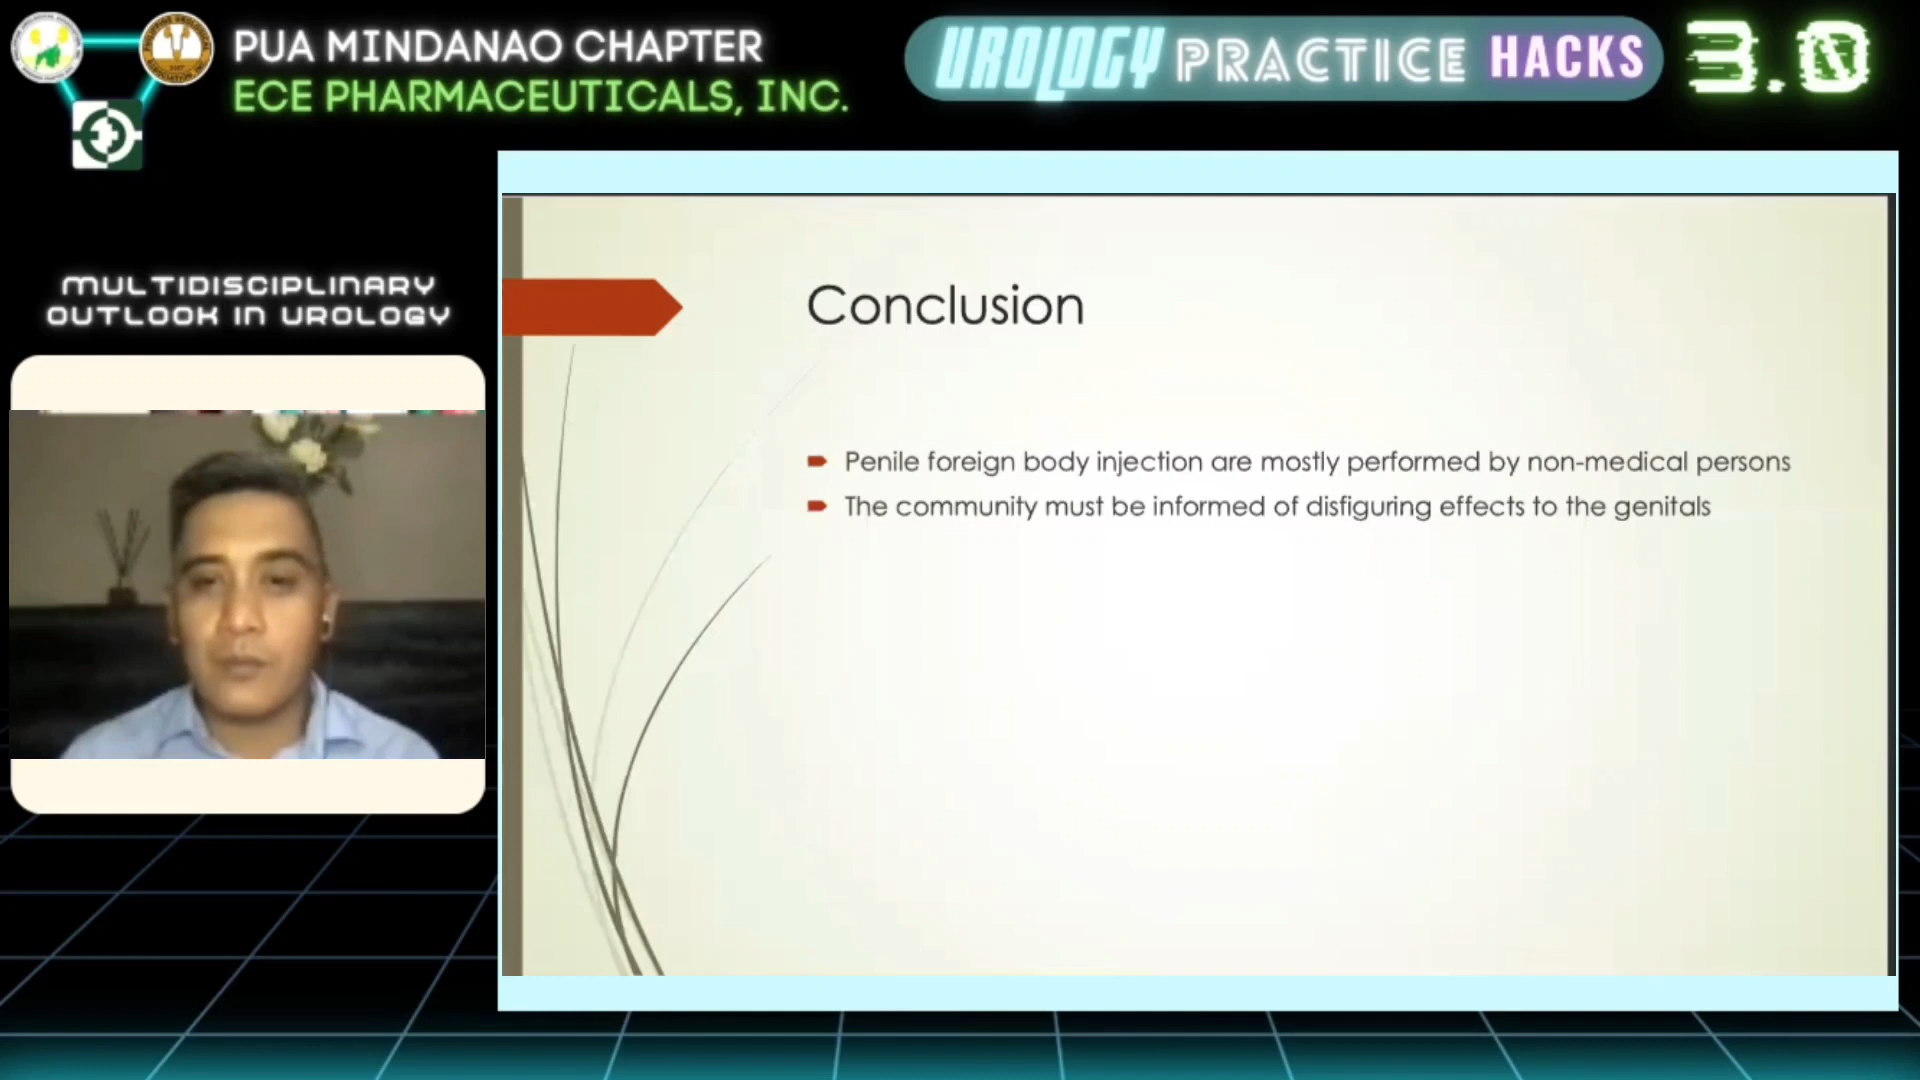 PUA MINDANAO CHAPTER
ECE PHARMACEUTICALS, INC.
UROLOGY PRACTICE HACKS 3.0
MULTIDISCIPLINARY
OUTLOOK IN UROLOGY
Conclusion
Penile foreign body injection are mostly performed by non-medical persons
The community must be informed of disfiguring effects to the genitals